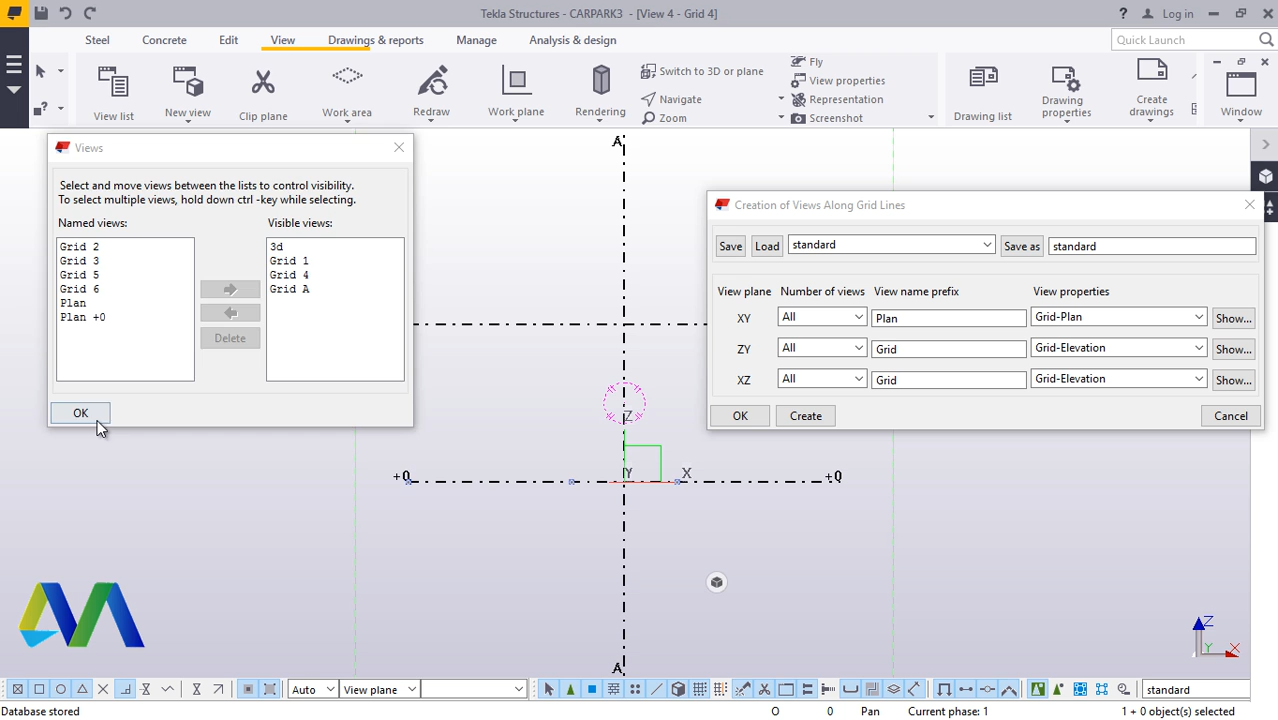 Tekla Structures - CARPARK3 - [View 4 - Grid 4]
? Log in
Steel Concrete Edit View Drawings & reports Manage Analysis & design
Quick Launch
View list
New view
Clip plane
Work area
Redraw
Work plane
Rendering
Switch to 3D or plane
Navigate
Zoom
Fly
View properties
Representation
Screenshot
Drawing list
Drawing properties
Create drawings
Window
Views
Select and move views between the lists to control visibility.
To select multiple views, hold down ctrl -key while selecting.
Named views: Visible views:
Grid 2
Grid 3
Grid 5
Grid 6
Plan
Plan +0
3d
Grid 1
Grid 4
Grid A
Delete
OK
A
Creation of Views Along Grid Lines
Save Load standard Save as standard
View plane Number of views View name prefix View properties
XY All Plan Grid-Plan Show...
ZY All Grid Grid-Elevation Show...
XZ All Grid Grid-Elevation Show...
OK Create Cancel
Z
Y X
+0 +0
A
Z
Y X
Auto View plane standard
Database stored O 0 Pan Current phase: 1 1 + 0 object(s) selected